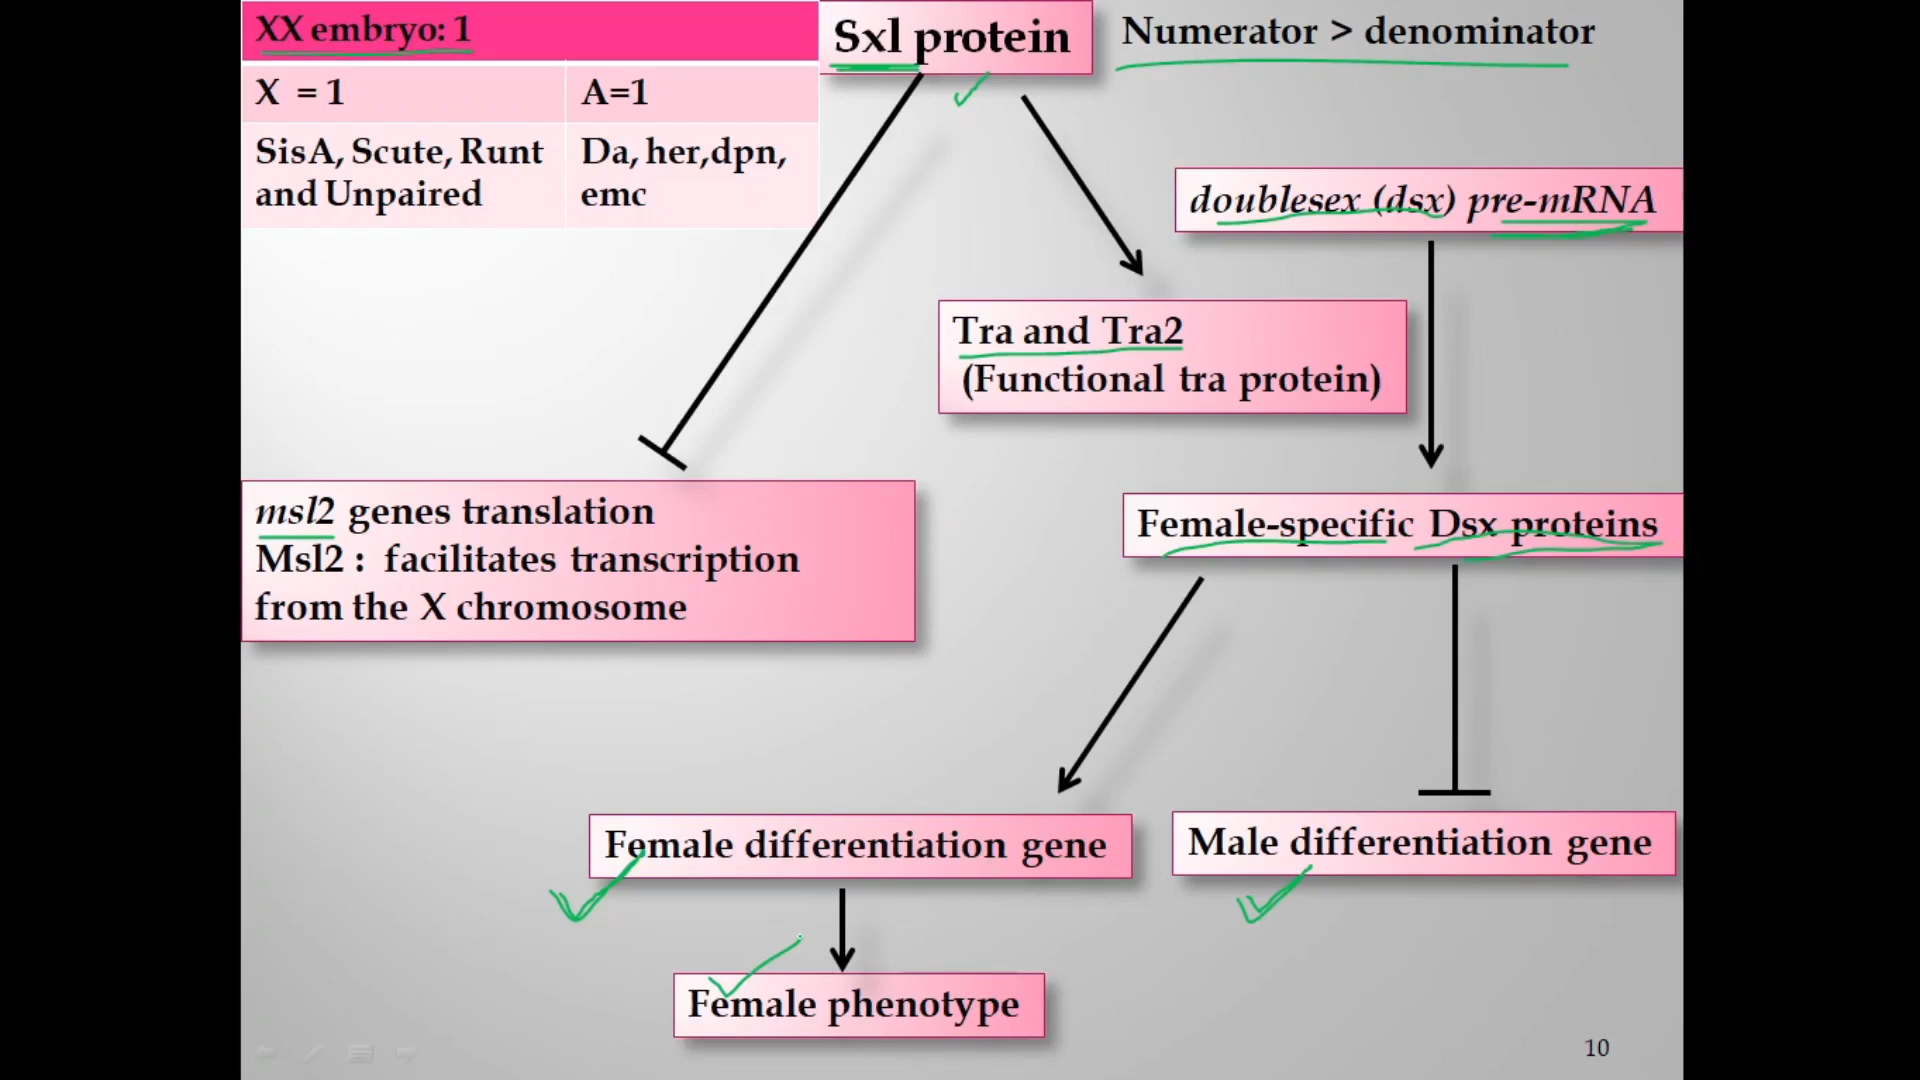 XX embryo: 1
X = 1
A=1
SisA, Scute, Runt
and Unpaired
Da, her,dpn,
emc
Sxl protein
Numerator > denominator
doublesex (dsx) pre-mRNA
Tra and Tra2
(Functional tra protein)
msl2 genes translation
Msl2 : facilitates transcription
from the X chromosome
Female-specific Dsx proteins
Female differentiation gene
Male differentiation gene
Female phenotype
10